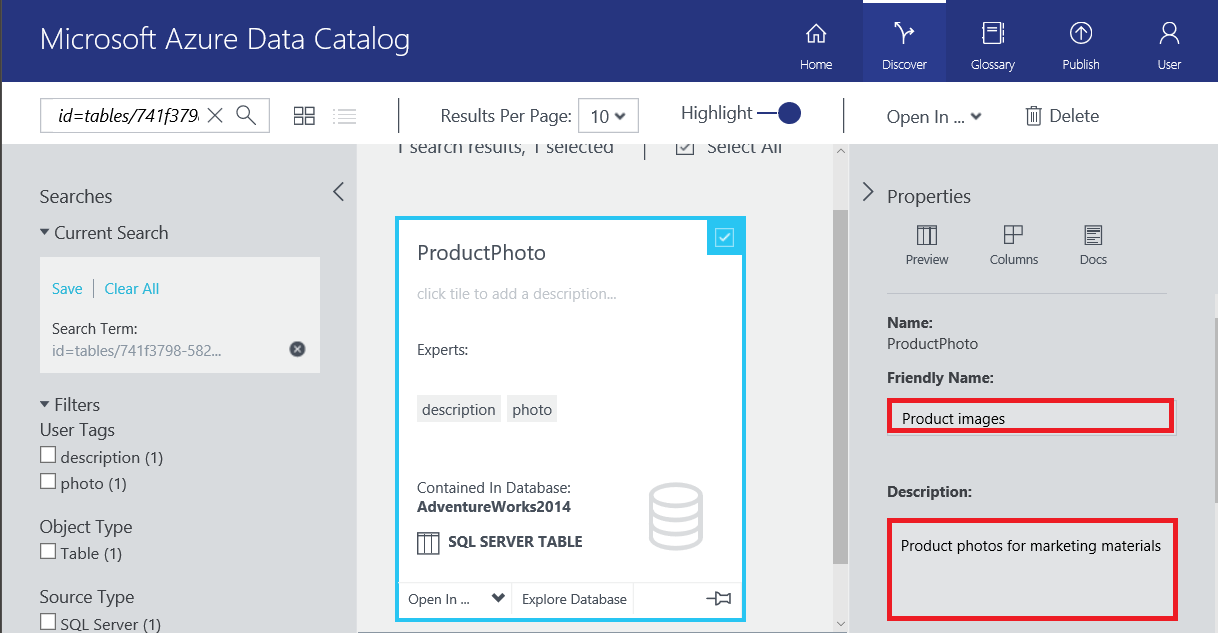 Microsoft Azure Data Catalog
Home
Discover
Glossary
Publish
User
id=tables/741f379
Results Per Page:
10
Highlight
Open In ...
Delete
Searches
Current Search
Save
Clear All
Search Term:
id=tables/741f3798-582...
Filters
User Tags
description (1)
photo (1)
Object Type
Table (1)
Source Type
SQL Server (1)
1 search results, 1 selected
Select All
ProductPhoto
click tile to add a description...
Experts:
description
photo
Contained In Database:
AdventureWorks2014
SQL SERVER TABLE
Open In ...
Explore Database
Properties
Preview
Columns
Docs
Name:
ProductPhoto
Friendly Name:
Product images
Description:
Product photos for marketing materials